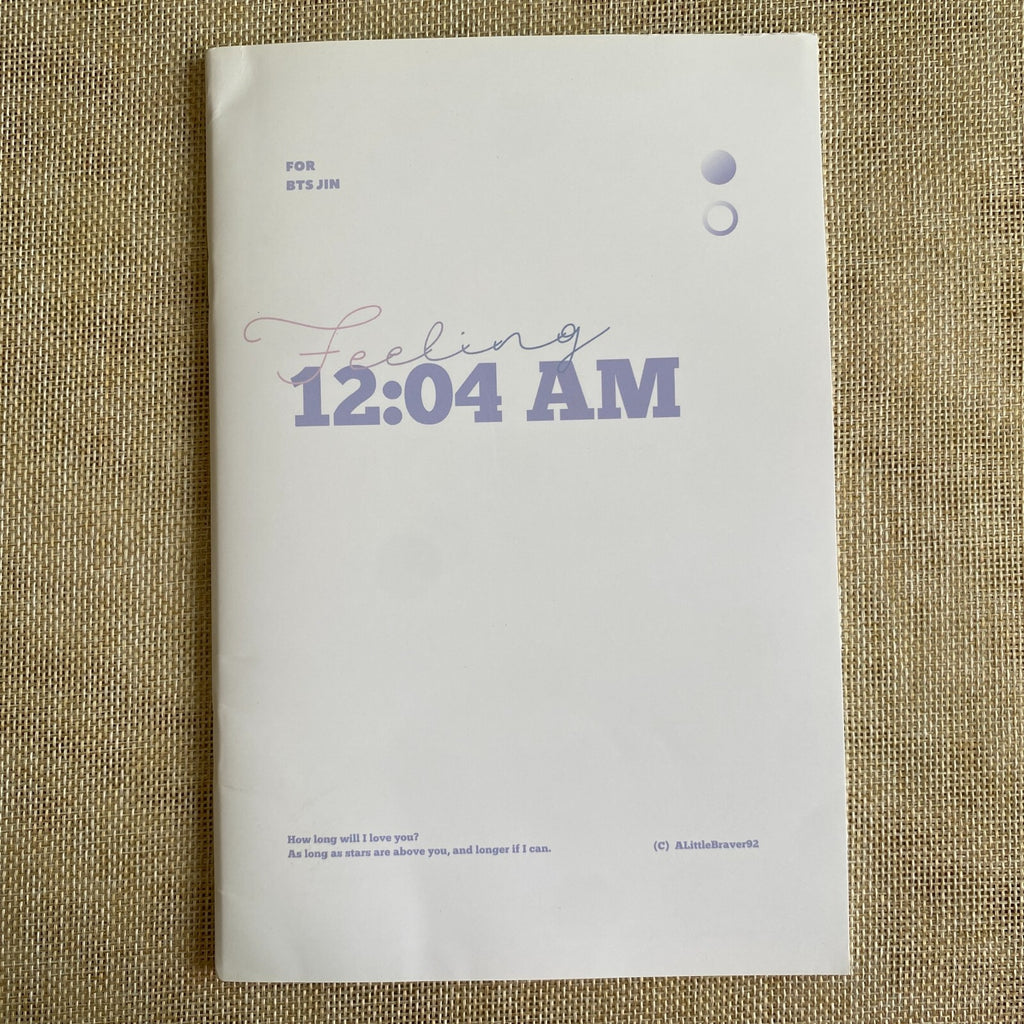 FOR
BTS JIN
Feeling
12:04 AM
How long will I love you?
As long as stars are above you, and longer if I can.
(C) ALittleBraver92